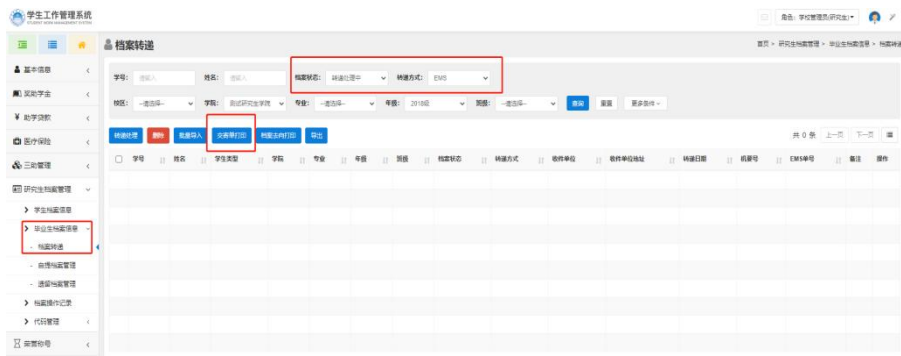 学生工作管理系统
STUDENT WORK MANAGEMENT SYSTEM
角色：学校管理员(研究生)
档案转递
首页 > 研究生档案管理 > 毕业生档案信息 > 档案转递
基本信息
奖助学金
助学贷款
医疗保险
三助管理
研究生档案管理
学生档案信息
毕业生档案信息
- 档案转递
- 自提档案管理
- 遗留档案管理
档案操作记录
代码管理
荣誉称号
学号： 请输入 姓名： 请输入 档案状态： 转递处理中 转递方式： EMS
校区： --请选择-- 学院： 测试研究生学院 专业： --请选择-- 年级： 2018级 班级： --请选择-- 查询 重置 更多条件
转递处理 删除 批量导入 交寄单打印 档案去向打印 导出 共 0 条 上一页 下一页
学号 姓名 学生类型 学院 专业 年级 班级 档案状态 转递方式 收件单位 收件单位地址 转递日期 机要号 EMS单号 备注 操作